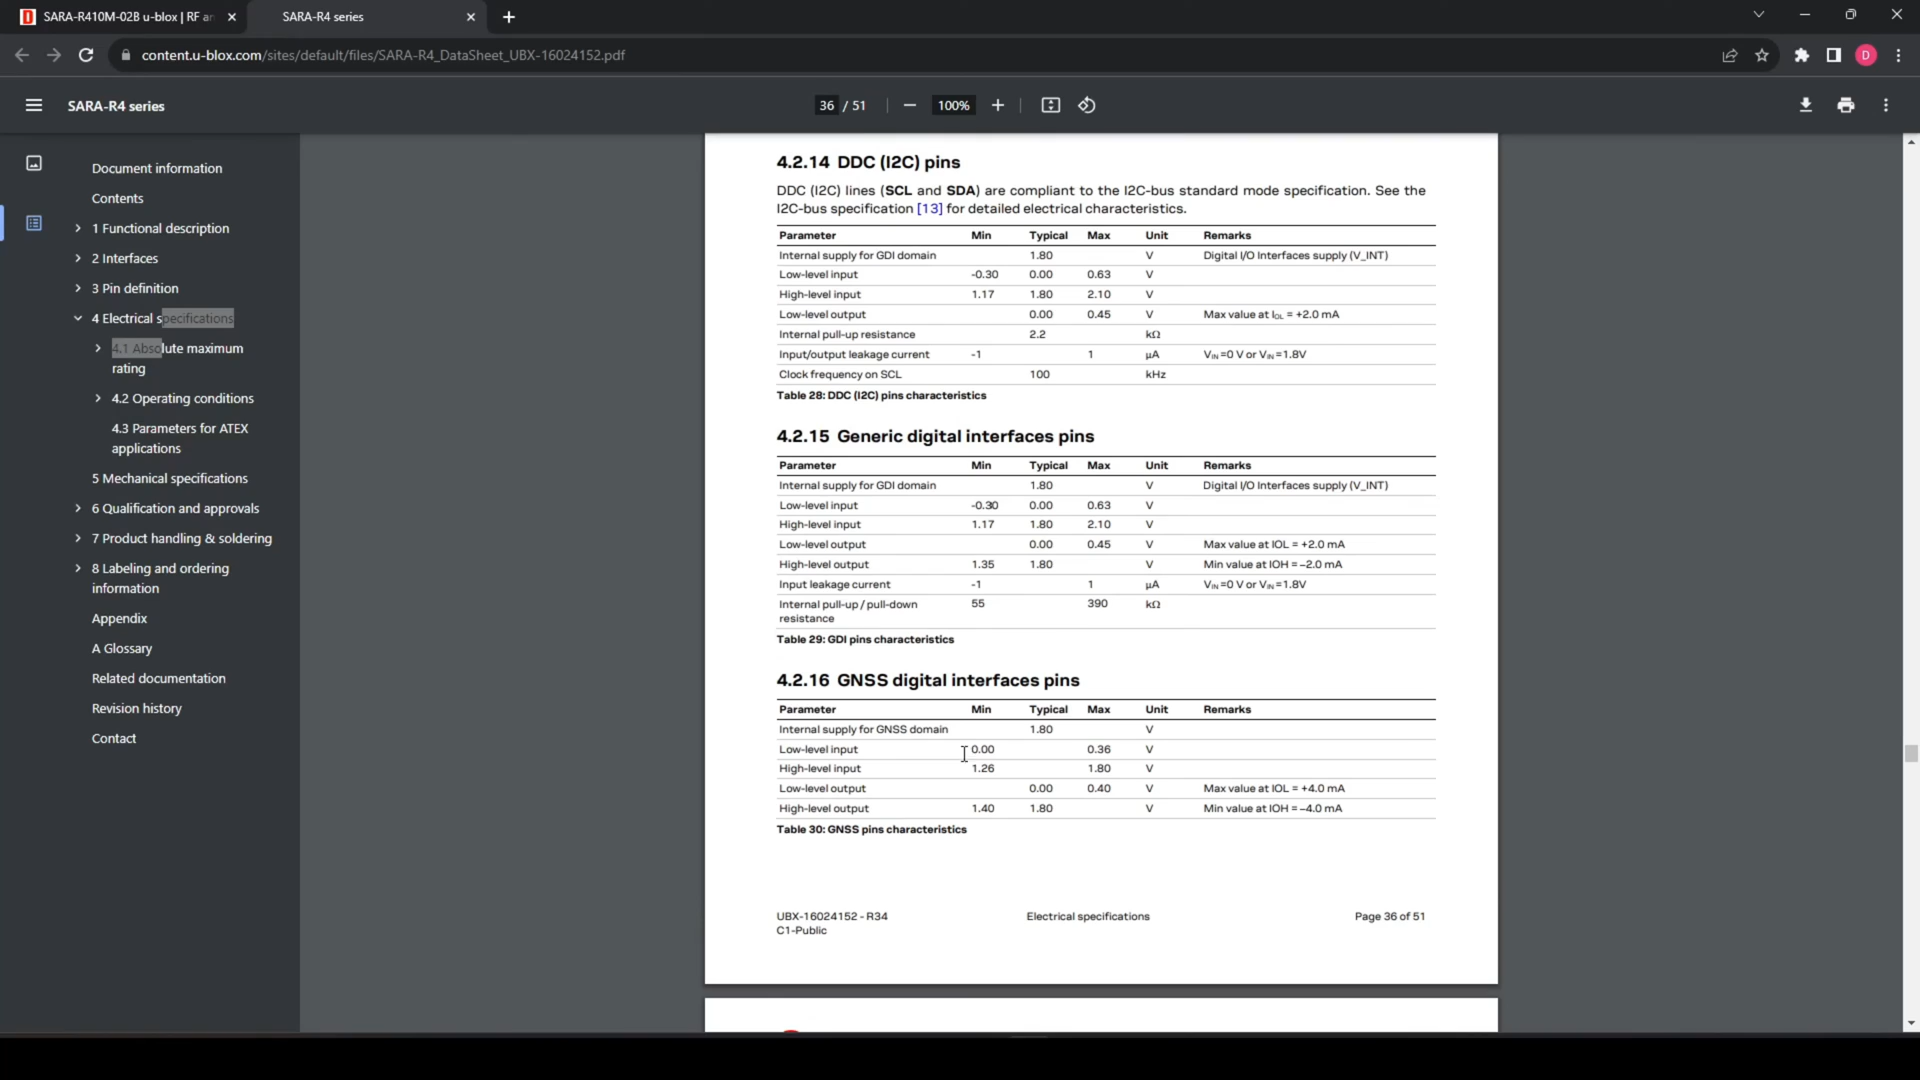 SARA-R410M-02B u-blox | RF an
SARA-R4 series
content.u-blox.com/sites/default/files/SARA-R4_DataSheet_UBX-16024152.pdf
D
SARA-R4 series
36 / 51
100%
Document information
Contents
1 Functional description
2 Interfaces
3 Pin definition
4 Electrical specifications
4.1 Absolute maximum
rating
4.2 Operating conditions
4.3 Parameters for ATEX
applications
5 Mechanical specifications
6 Qualification and approvals
7 Product handling & soldering
8 Labeling and ordering
information
Appendix
A Glossary
Related documentation
Revision history
Contact
4.2.14 DDC (I2C) pins
DDC (I2C) lines (SCL and SDA) are compliant to the I2C-bus standard mode specification. See the
I2C-bus specification [13] for detailed electrical characteristics.
Parameter Min Typical Max Unit Remarks
Internal supply for GDI domain 1.80 V Digital I/O Interfaces supply (V_INT)
Low-level input -0.30 0.00 0.63 V
High-level input 1.17 1.80 2.10 V
Low-level output 0.00 0.45 V Max value at IOL = +2.0 mA
Internal pull-up resistance 2.2 kΩ
Input/output leakage current -1 1 µA VIN =0 V or VIN =1.8V
Clock frequency on SCL 100 kHz
Table 28: DDC (I2C) pins characteristics
4.2.15 Generic digital interfaces pins
Parameter Min Typical Max Unit Remarks
Internal supply for GDI domain 1.80 V Digital I/O Interfaces supply (V_INT)
Low-level input -0.30 0.00 0.63 V
High-level input 1.17 1.80 2.10 V
Low-level output 0.00 0.45 V Max value at IOL = +2.0 mA
High-level output 1.35 1.80 V Min value at IOH = –2.0 mA
Input leakage current -1 1 µA VIN =0 V or VIN =1.8V
Internal pull-up / pull-down 55 390 kΩ
resistance
Table 29: GDI pins characteristics
4.2.16 GNSS digital interfaces pins
Parameter Min Typical Max Unit Remarks
Internal supply for GNSS domain 1.80 V
Low-level input 0.00 0.36 V
High-level input 1.26 1.80 V
Low-level output 0.00 0.40 V Max value at IOL = +4.0 mA
High-level output 1.40 1.80 V Min value at IOH = –4.0 mA
Table 30: GNSS pins characteristics
UBX-16024152 - R34 Electrical specifications Page 36 of 51
C1-Public